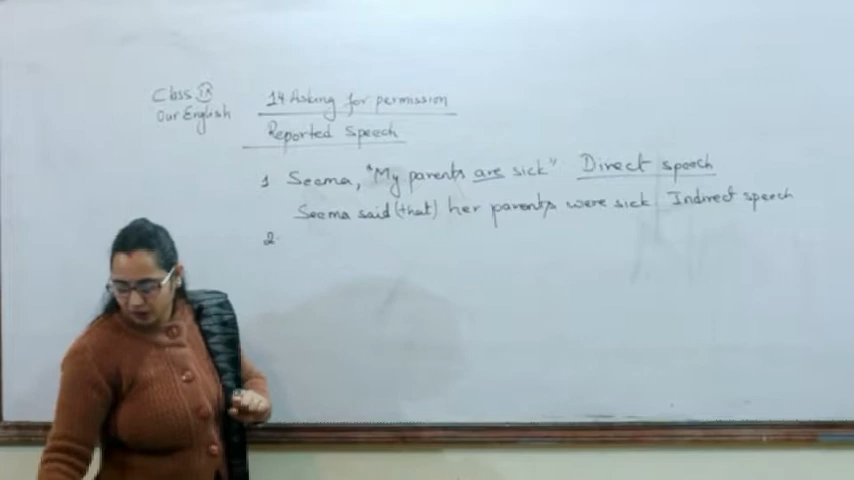 Class IX
Our English
14 Asking for permission
Reported Speech
1 Seema, "My parents are sick" Direct speech
Seema said (that) her parents were sick. Indirect speech
2.